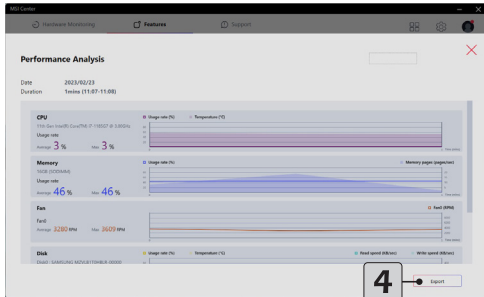 MSI Center
Hardware Monitoring
Features
Support
Performance Analysis
Date 2023/02/23
Duration 1mins (11:07-11:08)
CPU
Usage rate (%) Temperature (°C)
Usage rate
Average 3 % Max 3 %
Memory
Usage rate (%) Memory pages (pages/sec)
Usage rate
Average 46 % Max 46 %
Fan
Fan0 (RPM)
Fan0
Average 3280 RPM Max 3609 RPM
Disk
Usage rate (%) Temperature (°C) Read speed (KB/sec) Write speed (KB/sec)
4
Export